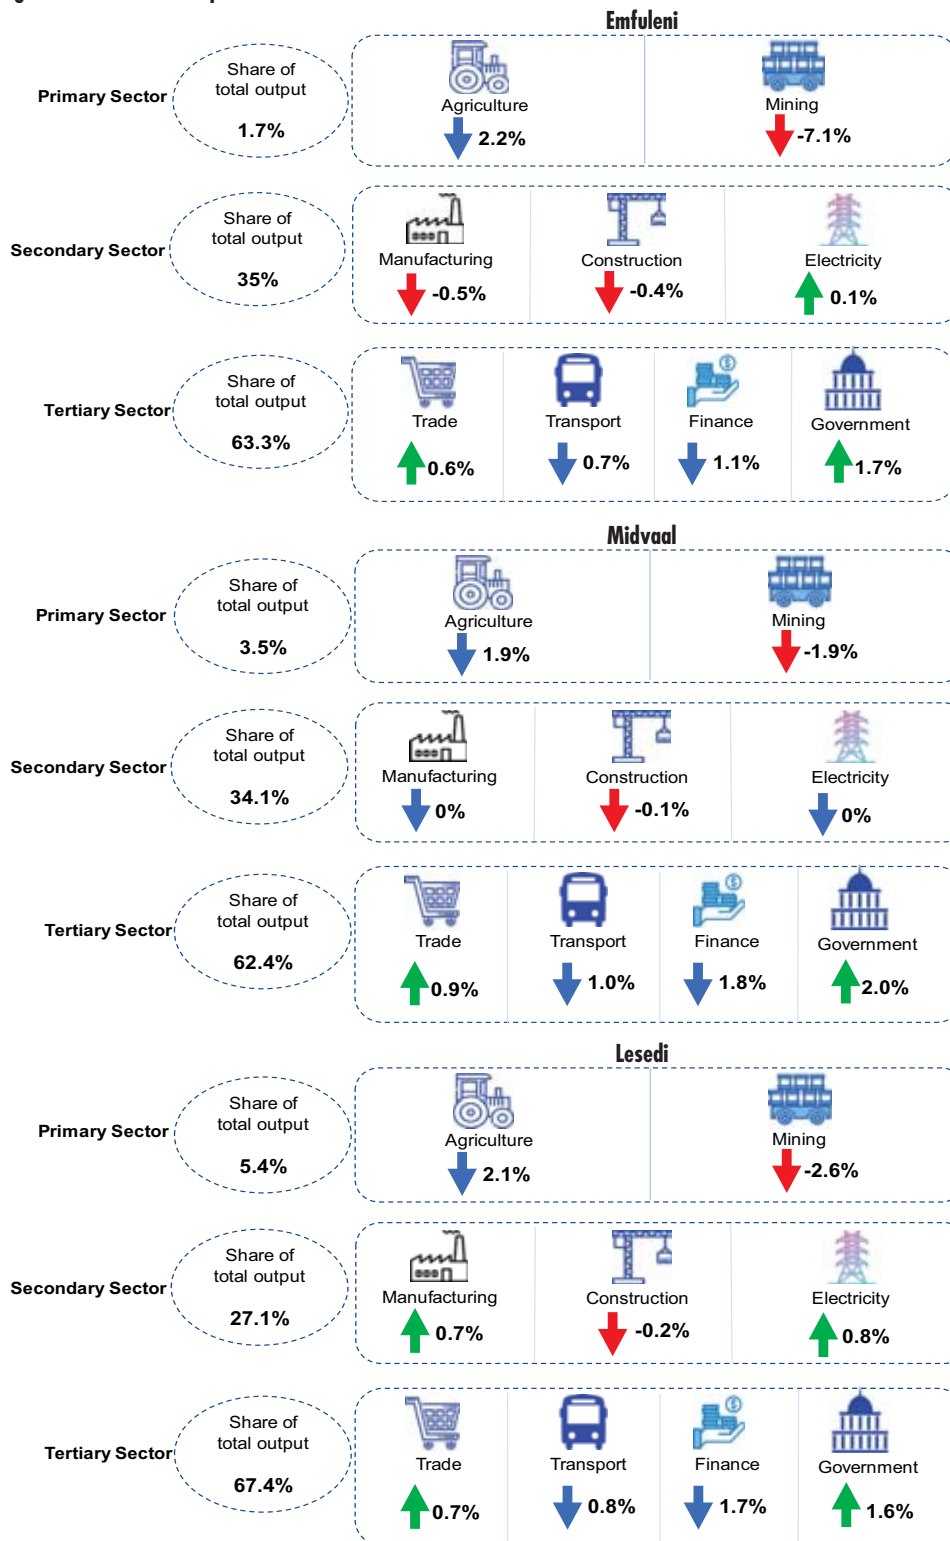 Emfuleni
Primary Sector
Share of
total output
1.7%
Agriculture
2.2%
Mining
-7.1%
Secondary Sector
Share of
total output
35%
Manufacturing
-0.5%
Construction
-0.4%
Electricity
0.1%
Tertiary Sector
Share of
total output
63.3%
Trade
0.6%
Transport
0.7%
Finance
1.1%
Government
1.7%
Midvaal
Primary Sector
Share of
total output
3.5%
Agriculture
1.9%
Mining
-1.9%
Secondary Sector
Share of
total output
34.1%
Manufacturing
0%
Construction
-0.1%
Electricity
0%
Tertiary Sector
Share of
total output
62.4%
Trade
0.9%
Transport
1.0%
Finance
1.8%
Government
2.0%
Lesedi
Primary Sector
Share of
total output
5.4%
Agriculture
2.1%
Mining
-2.6%
Secondary Sector
Share of
total output
27.1%
Manufacturing
0.7%
Construction
-0.2%
Electricity
0.8%
Tertiary Sector
Share of
total output
67.4%
Trade
0.7%
Transport
0.8%
Finance
1.7%
Government
1.6%